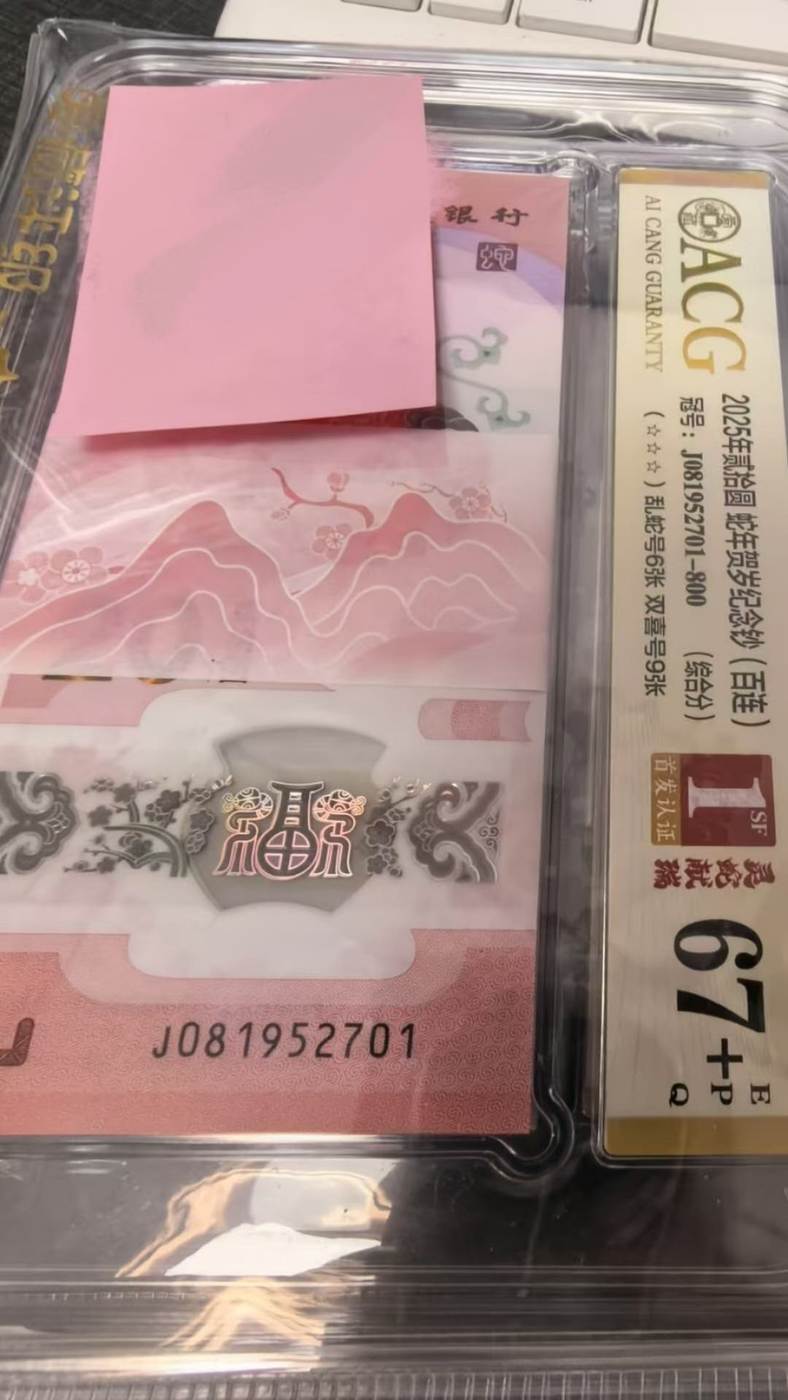 银行
ACG
AI CANG GUARANTY
2025年贰拾圆 蛇年贺岁纪念钞（百连）
冠号：J081952701-800 （综合分）
（☆☆☆）乱蛇号6张 双喜号9张
1SF
首发认证
灵蛇献瑞
67+
E
P
Q
J081952701